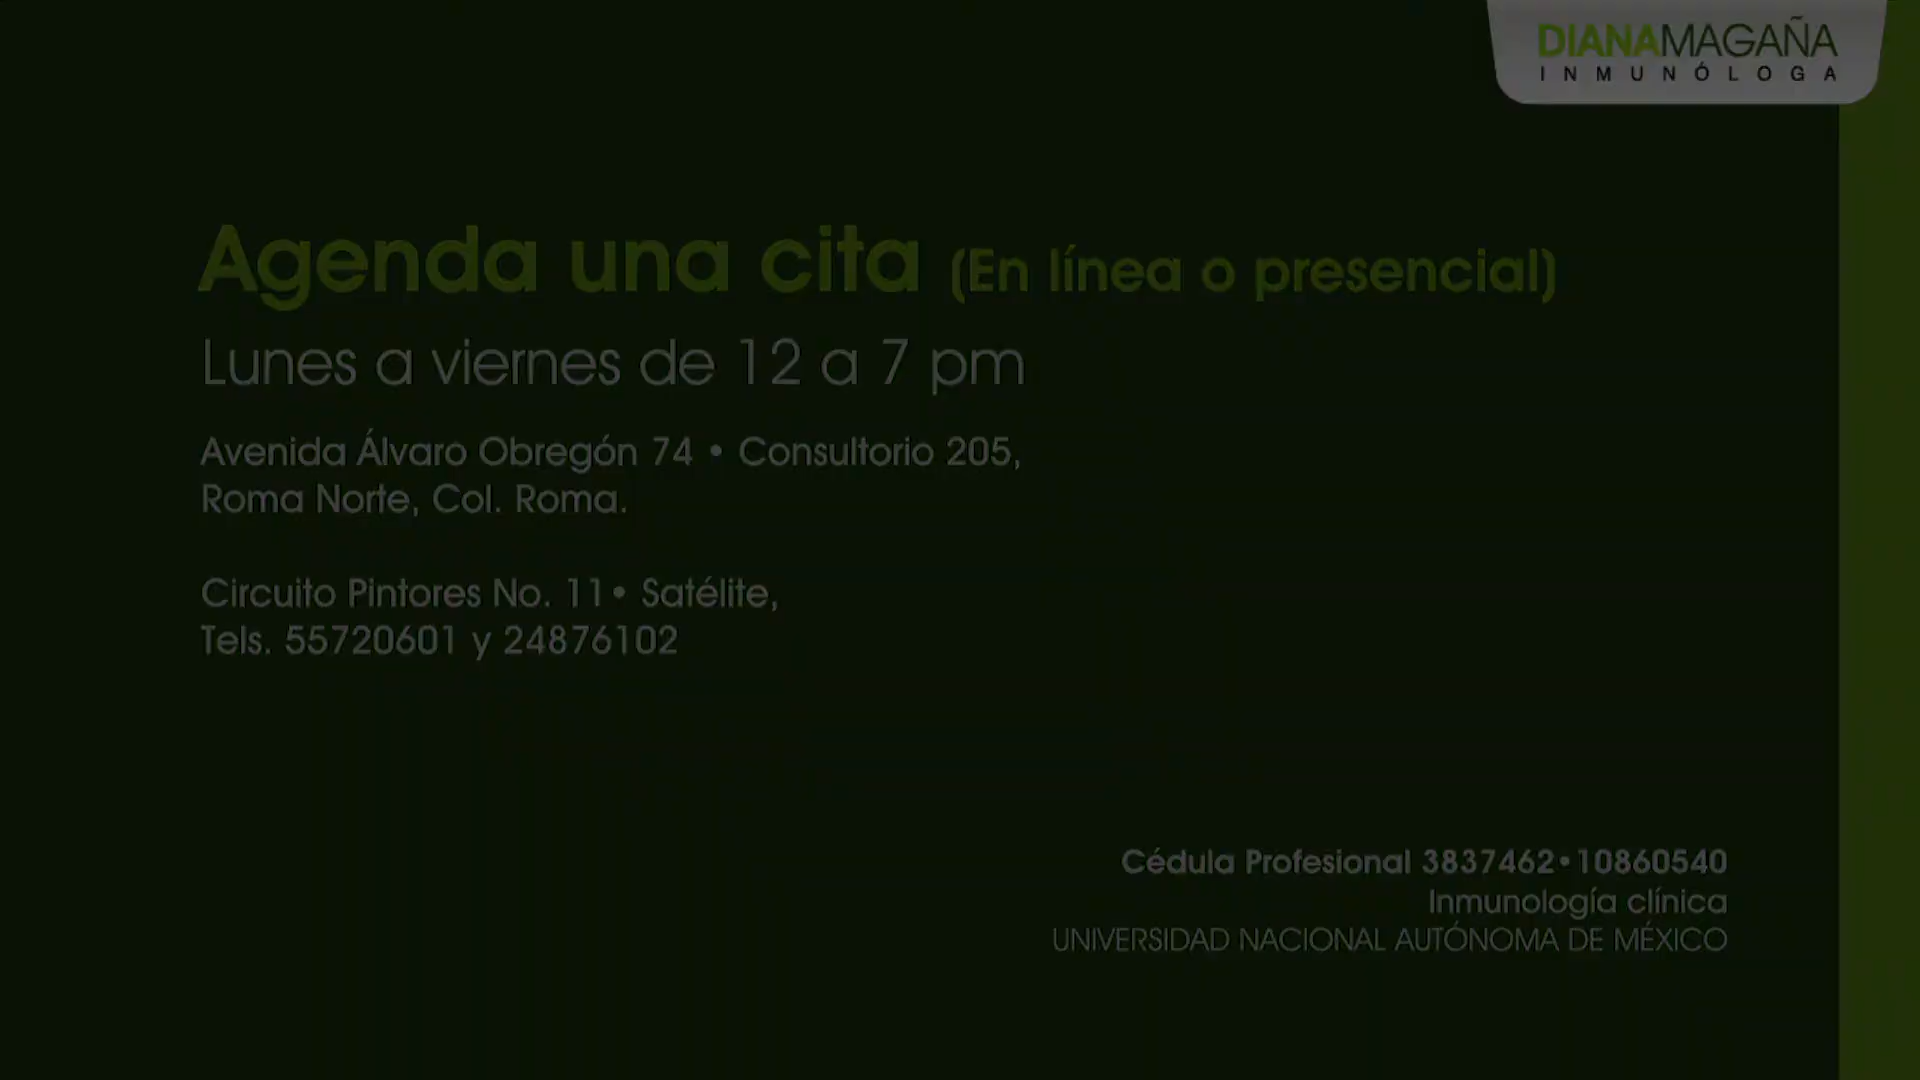 DIANAMAGAÑA
INMUNÓLOGA
Agenda una cita (En línea o presencial)
Lunes a viernes de 12 a 7 pm
Avenida Álvaro Obregón 74 • Consultorio 205,
Roma Norte, Col. Roma.
Circuito Pintores No. 11• Satélite,
Tels. 55720601 y 24876102
Cédula Profesional 3837462•10860540
Inmunología clínica
UNIVERSIDAD NACIONAL AUTÓNOMA DE MÉXICO